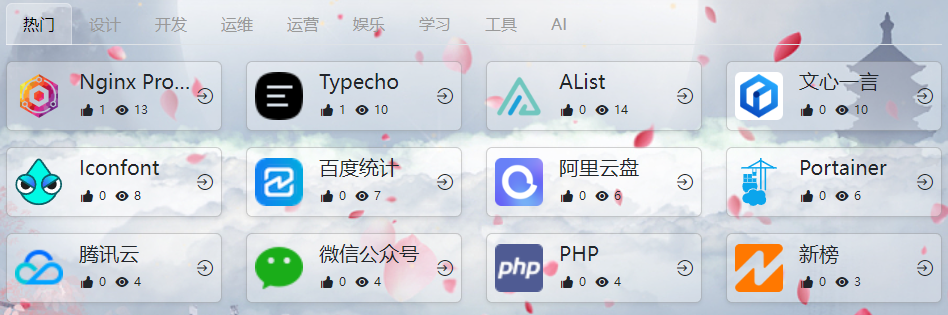 热门 设计 开发 运维 运营 娱乐 学习 工具 AI
Nginx Pro... Typecho AList 文心一言
1 13 1 10 0 14 0 10
Iconfont 百度统计 阿里云盘 Portainer
0 8 0 7 0 6 0 6
腾讯云 微信公众号 PHP 新榜
0 4 0 4 php 0 4 0 3